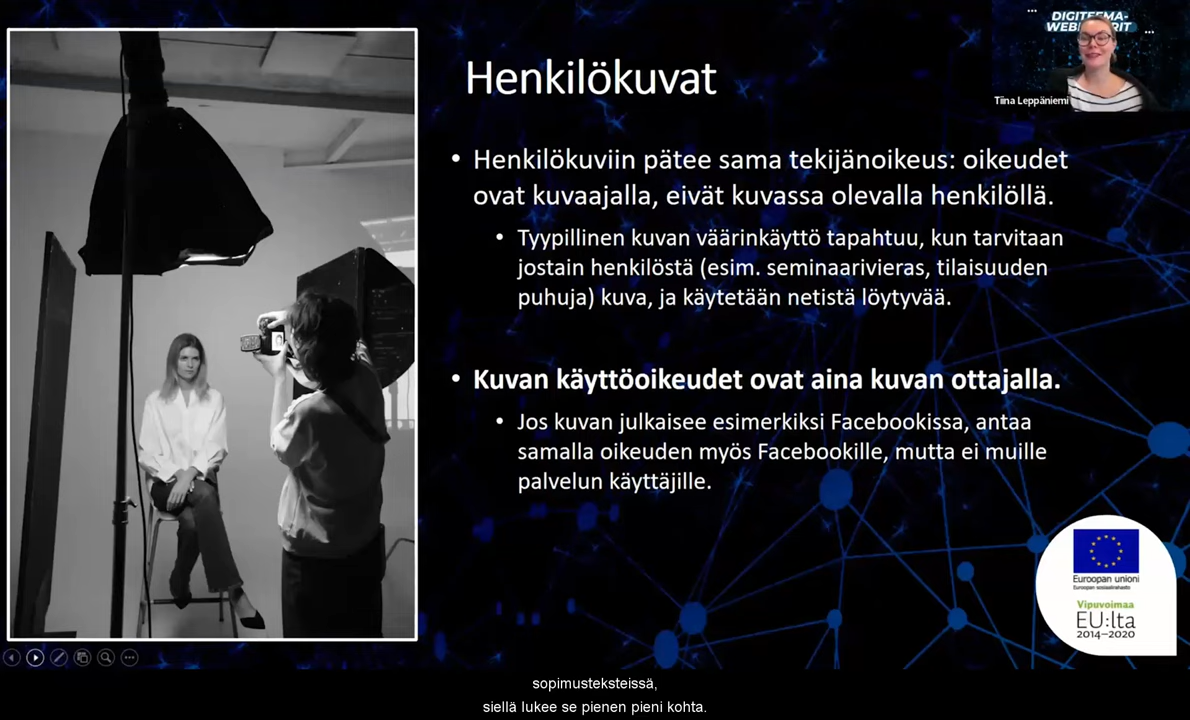 Henkilökuvat
DIGITEEMA-
WEBINAARIT
Tiina Leppäniemi
• Henkilökuviin pätee sama tekijänoikeus: oikeudet
ovat kuvaajalla, eivät kuvassa olevalla henkilöllä.
• Tyypillinen kuvan väärinkäyttö tapahtuu, kun tarvitaan
jostain henkilöstä (esim. seminaarivieras, tilaisuuden
puhuja) kuva, ja käytetään netistä löytyvää.
• Kuvan käyttöoikeudet ovat aina kuvan ottajalla.
• Jos kuvan julkaisee esimerkiksi Facebookissa, antaa
samalla oikeuden myös Facebookille, mutta ei muille
palvelun käyttäjille.
Euroopan unioni
Euroopan sosiaalirahasto
Vipuvoimaa
EU:lta
2014–2020
sopimusteksteissä,
siellä lukee se pienen pieni kohta.